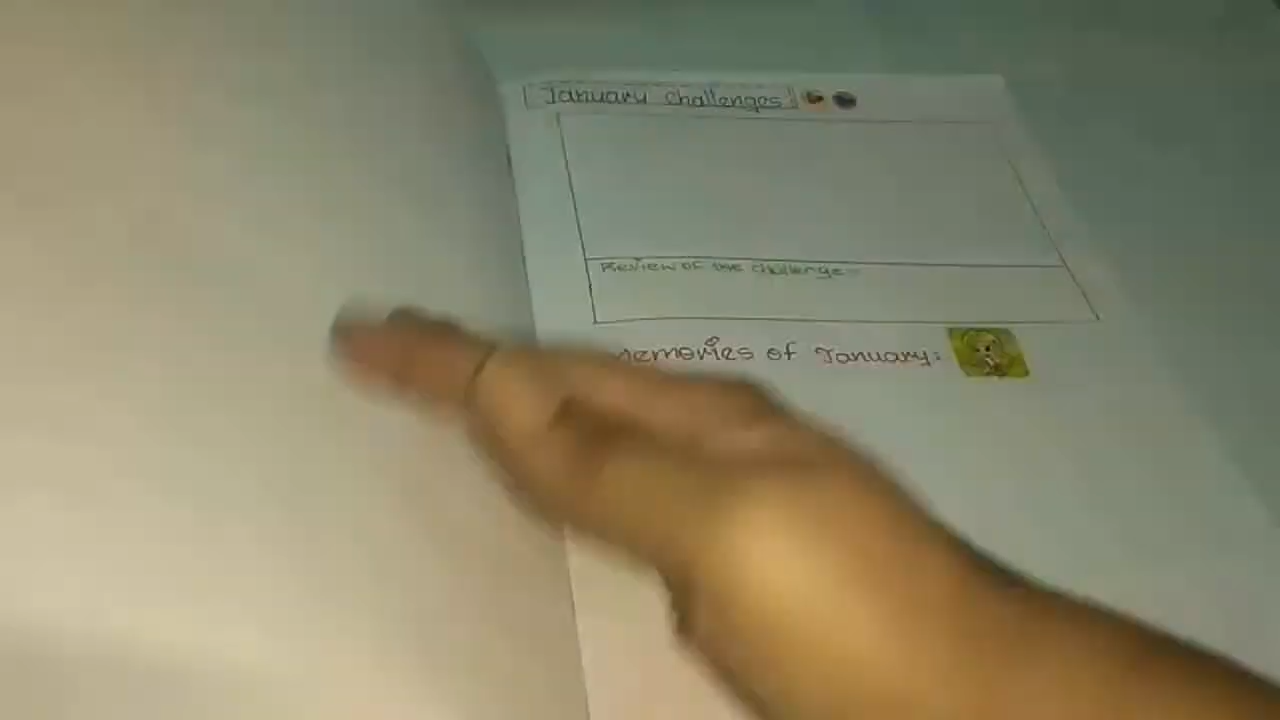 January challenges
Review of the challenge:-
memories of January: